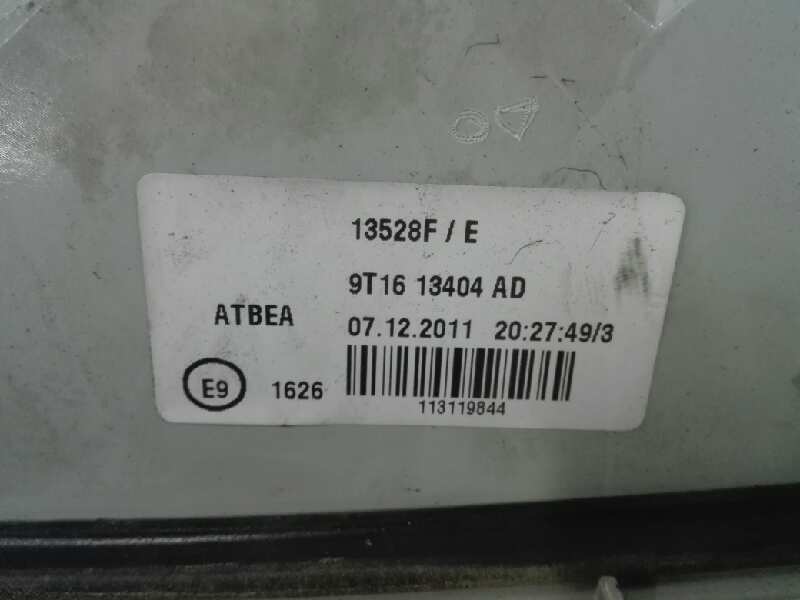 13528F / E
9T16 13404 AD
ATBEA
07.12.2011 20:27:49/3
E9
1626
113119844